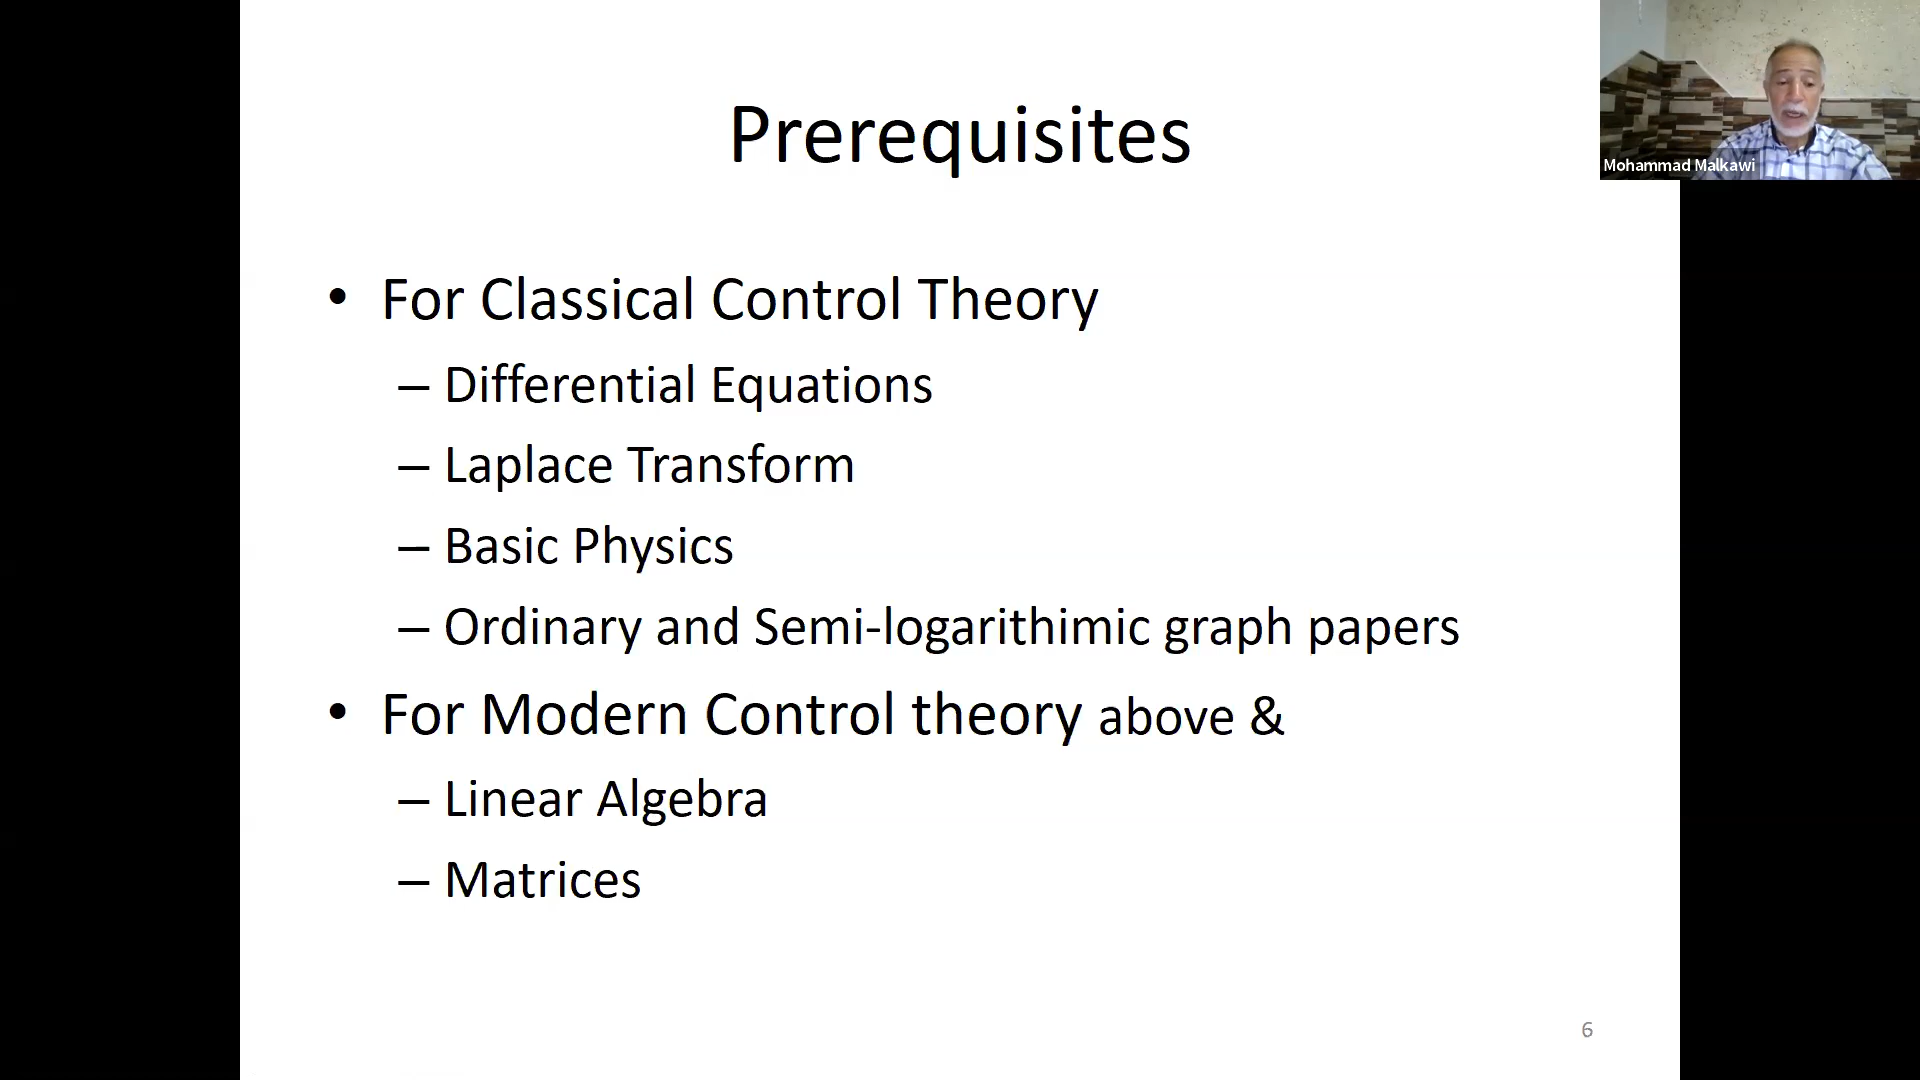 Prerequisites
Mohammad Malkawi
• For Classical Control Theory
– Differential Equations
– Laplace Transform
– Basic Physics
– Ordinary and Semi-logarithimic graph papers
• For Modern Control theory above &
– Linear Algebra
– Matrices
6